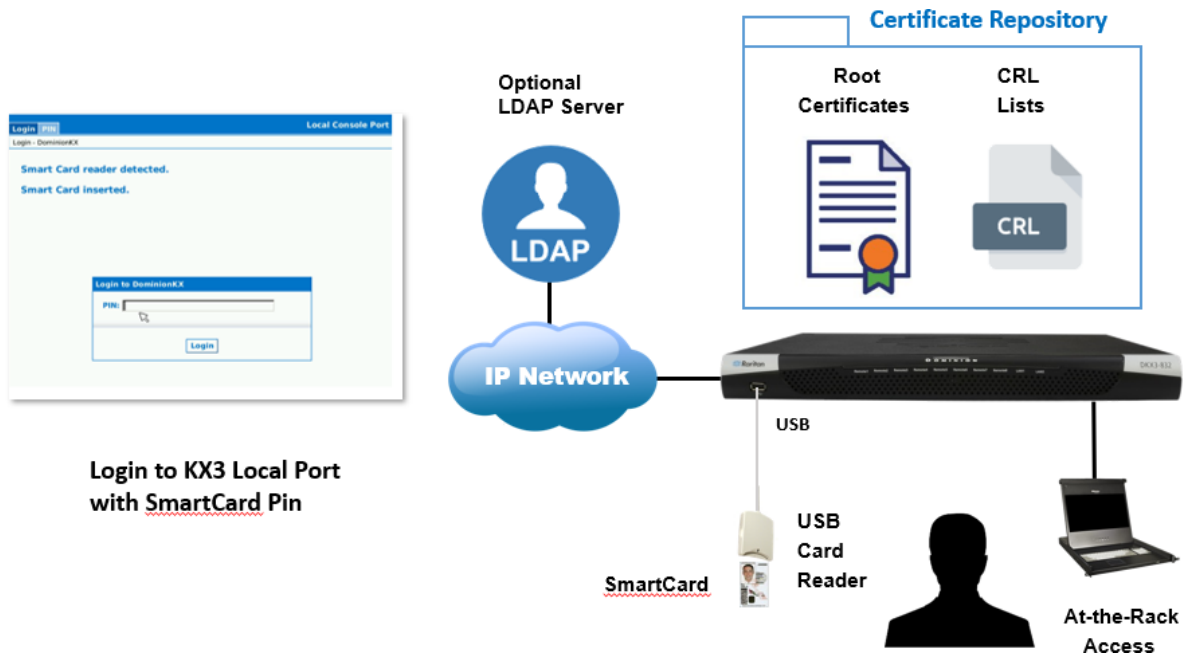 Certificate Repository
Root
Certificates
CRL
Lists
CRL
Optional
LDAP Server
LDAP
IP Network
Login PIN
Local Console Port
Login - DominionKX
Smart Card reader detected.
Smart Card inserted.
Login to DominionKX
PIN:
Login
Login to KX3 Local Port
with SmartCard Pin
Raritan
DOMINION
DKX3-832
USB
USB
Card
Reader
SmartCard
At-the-Rack
Access